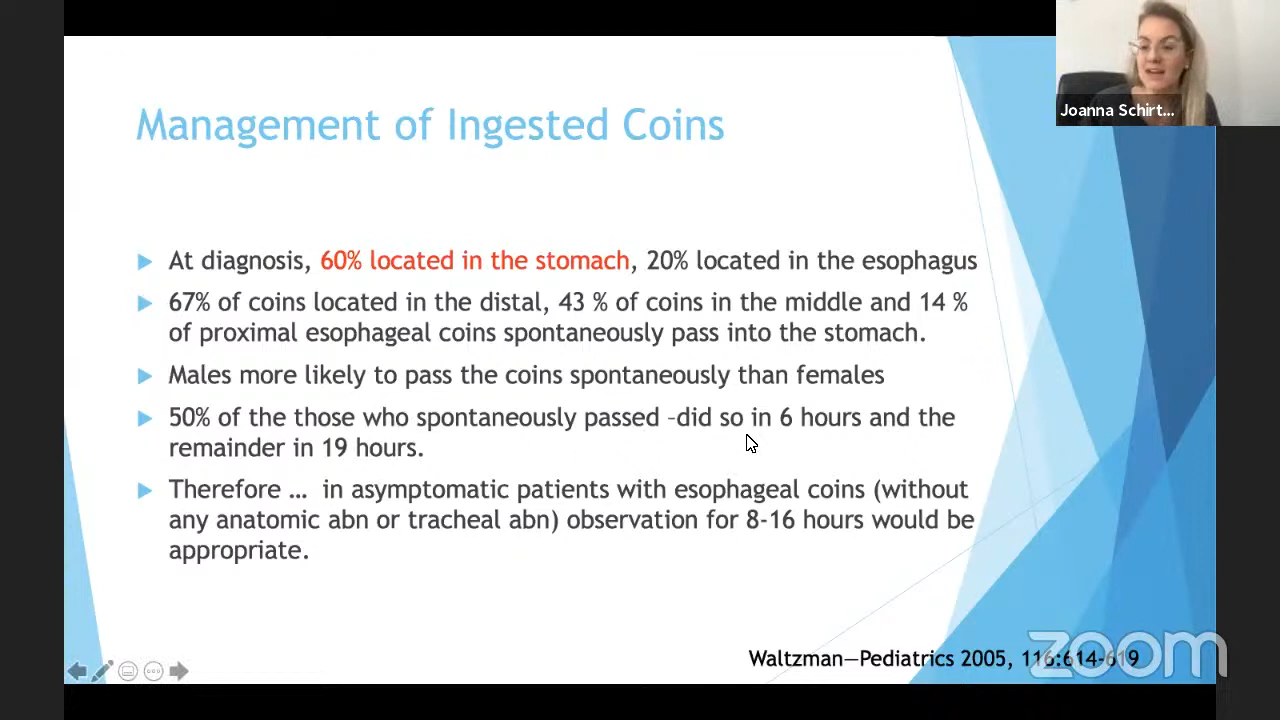 Joanna Schirt...
Management of Ingested Coins
At diagnosis, 60% located in the stomach, 20% located in the esophagus
67% of coins located in the distal, 43 % of coins in the middle and 14 %
of proximal esophageal coins spontaneously pass into the stomach.
Males more likely to pass the coins spontaneously than females
50% of the those who spontaneously passed –did so in 6 hours and the
remainder in 19 hours.
Therefore … in asymptomatic patients with esophageal coins (without
any anatomic abn or tracheal abn) observation for 8-16 hours would be
appropriate.
Waltzman—Pediatrics 2005, 116:614-619
zoom